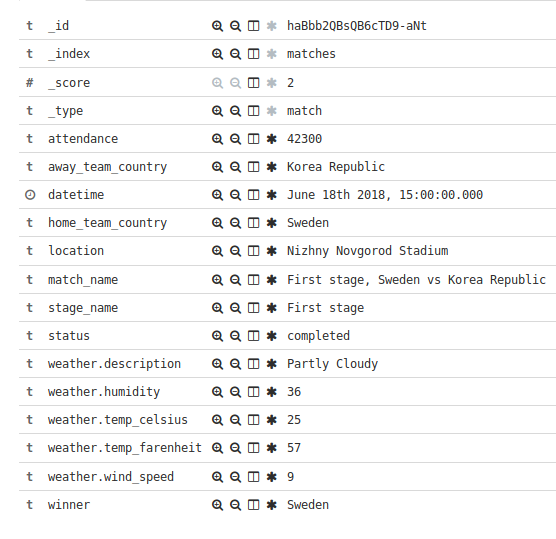 t _id haBbb2QBsQB6cTD9-aNt
t _index matches
# _score 2
t _type match
t attendance 42300
t away_team_country Korea Republic
datetime June 18th 2018, 15:00:00.000
t home_team_country Sweden
t location Nizhny Novgorod Stadium
t match_name First stage, Sweden vs Korea Republic
t stage_name First stage
t status completed
t weather.description Partly Cloudy
t weather.humidity 36
t weather.temp_celsius 25
t weather.temp_farenheit 57
t weather.wind_speed 9
t winner Sweden